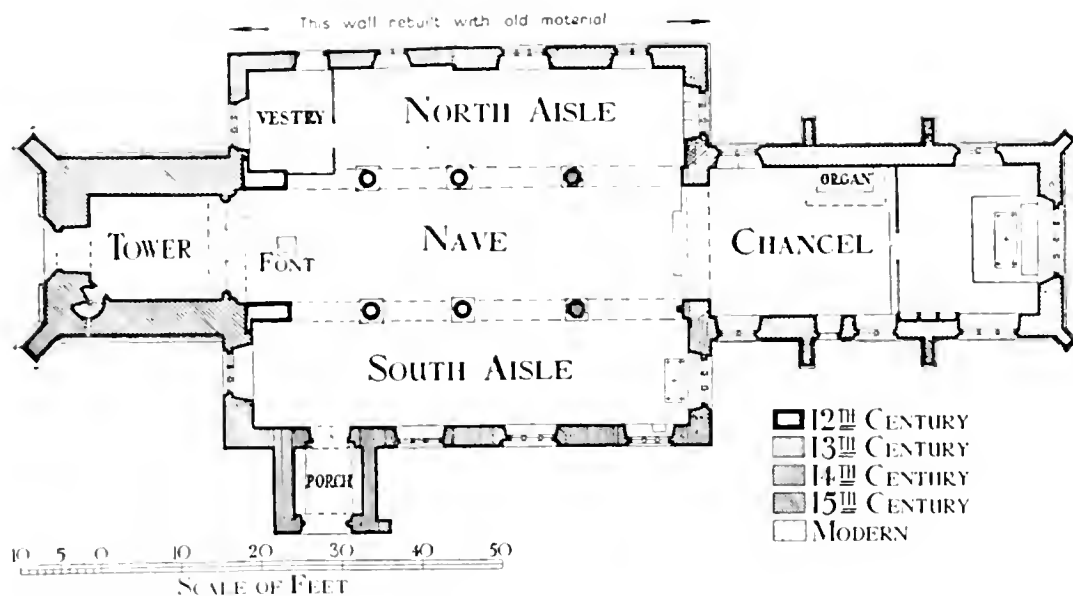 This wall rebuilt with old material
VESTRY
NORTH AISLE
ORGAN
TOWER
FONT
NAVE
CHANCEL
SOUTH AISLE
PORCH
12TH CENTURY
13TH CENTURY
14TH CENTURY
15TH CENTURY
MODERN
10 5 0 10 20 30 40 50
SCALE OF FEET